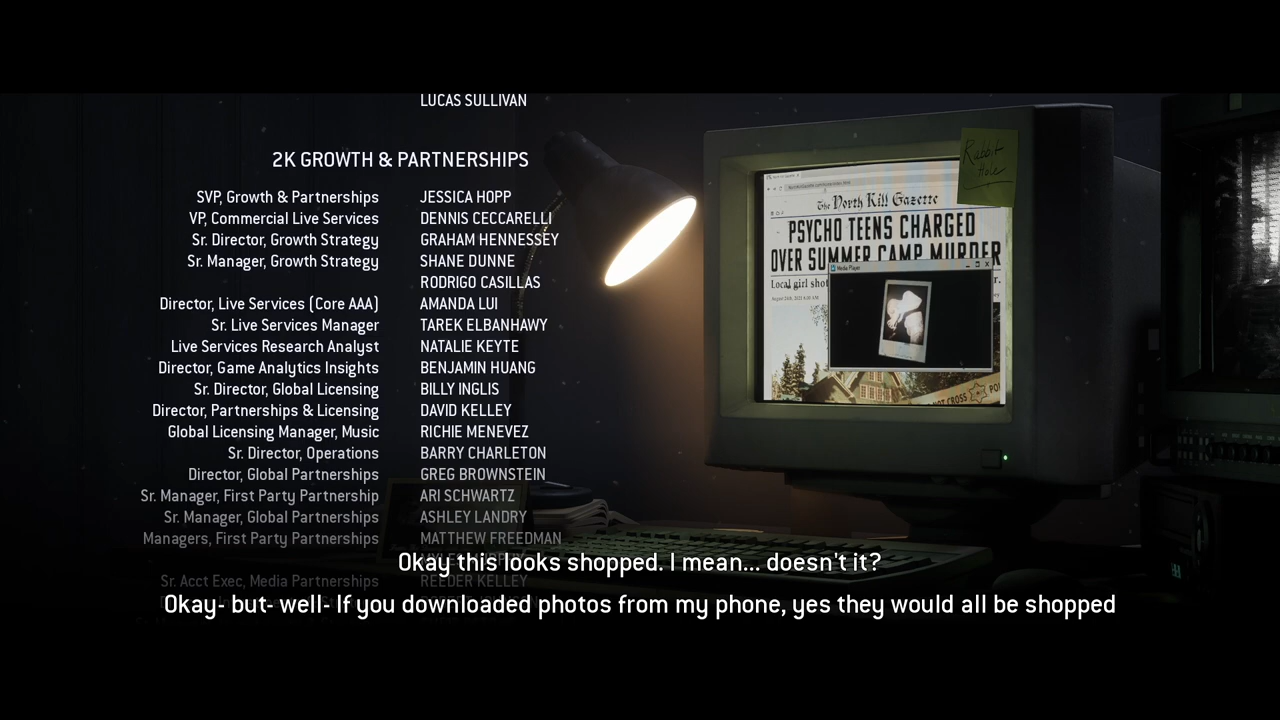 LUCAS SULLIVAN
2K GROWTH & PARTNERSHIPS
SVP, Growth & Partnerships JESSICA HOPP
VP, Commercial Live Services DENNIS CECCARELLI
Sr. Director, Growth Strategy GRAHAM HENNESSEY
Sr. Manager, Growth Strategy SHANE DUNNE
RODRIGO CASILLAS
Director, Live Services (Core AAA) AMANDA LUI
Sr. Live Services Manager TAREK ELBANHAWY
Live Services Research Analyst NATALIE KEYTE
Director, Game Analytics Insights BENJAMIN HUANG
Sr. Director, Global Licensing BILLY INGLIS
Director, Partnerships & Licensing DAVID KELLEY
Global Licensing Manager, Music RICHIE MENEVEZ
Sr. Director, Operations BARRY CHARLETON
Director, Global Partnerships GREG BROWNSTEIN
Sr. Manager, First Party Partnership ARI SCHWARTZ
Sr. Manager, Global Partnerships ASHLEY LANDRY
Managers, First Party Partnerships MATTHEW FREEDMAN
Sr. Acct Exec, Media Partnerships REEDER KELLEY
Rabbit
Hole
The North Kill Gazette
PSYCHO TEENS CHARGED
OVER SUMMER CAMP MURDER
Local girl shot
Media Player
NOT CROSS
Okay this looks shopped. I mean... doesn't it?
Okay- but- well- If you downloaded photos from my phone, yes they would all be shopped